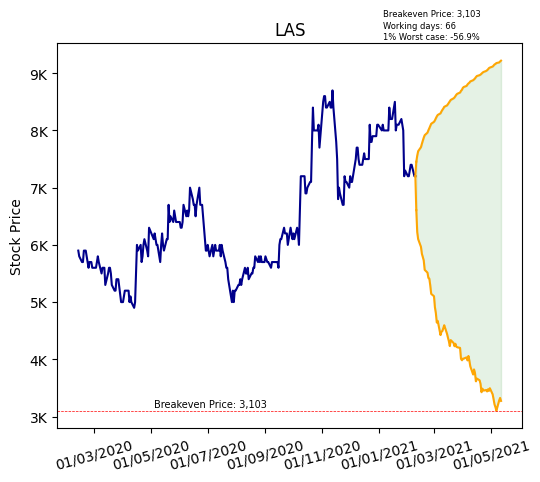 Breakeven Price: 3,103
Working days: 66
1% Worst case: -56.9%
LAS
Stock Price
9K
8K
7K
6K
5K
4K
3K
Breakeven Price: 3,103
01/03/2020
01/05/2020
01/07/2020
01/09/2020
01/11/2020
01/01/2021
01/03/2021
01/05/2021